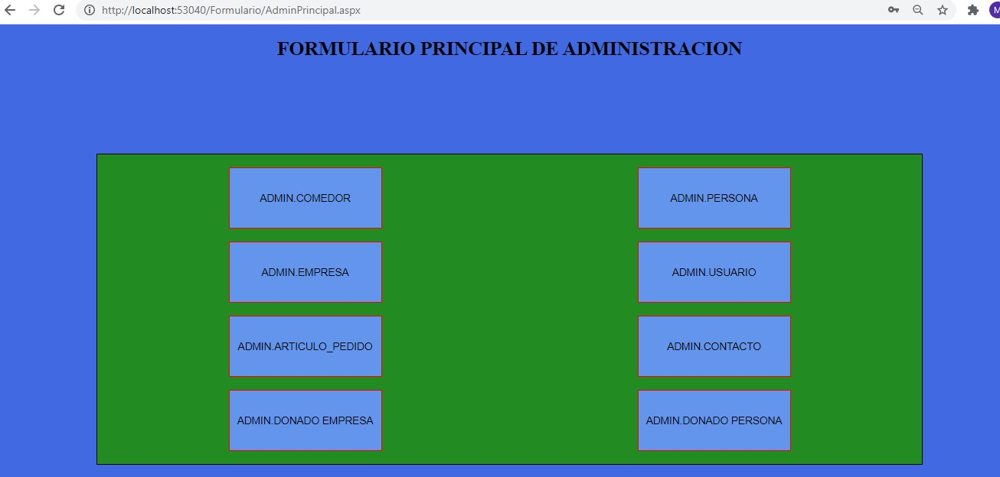 http://localhost:53040/Formulario/AdminPrincipal.aspx
M
FORMULARIO PRINCIPAL DE ADMINISTRACION
ADMIN.COMEDOR
ADMIN.PERSONA
ADMIN.EMPRESA
ADMIN.USUARIO
ADMIN.ARTICULO_PEDIDO
ADMIN.CONTACTO
ADMIN.DONADO EMPRESA
ADMIN.DONADO PERSONA